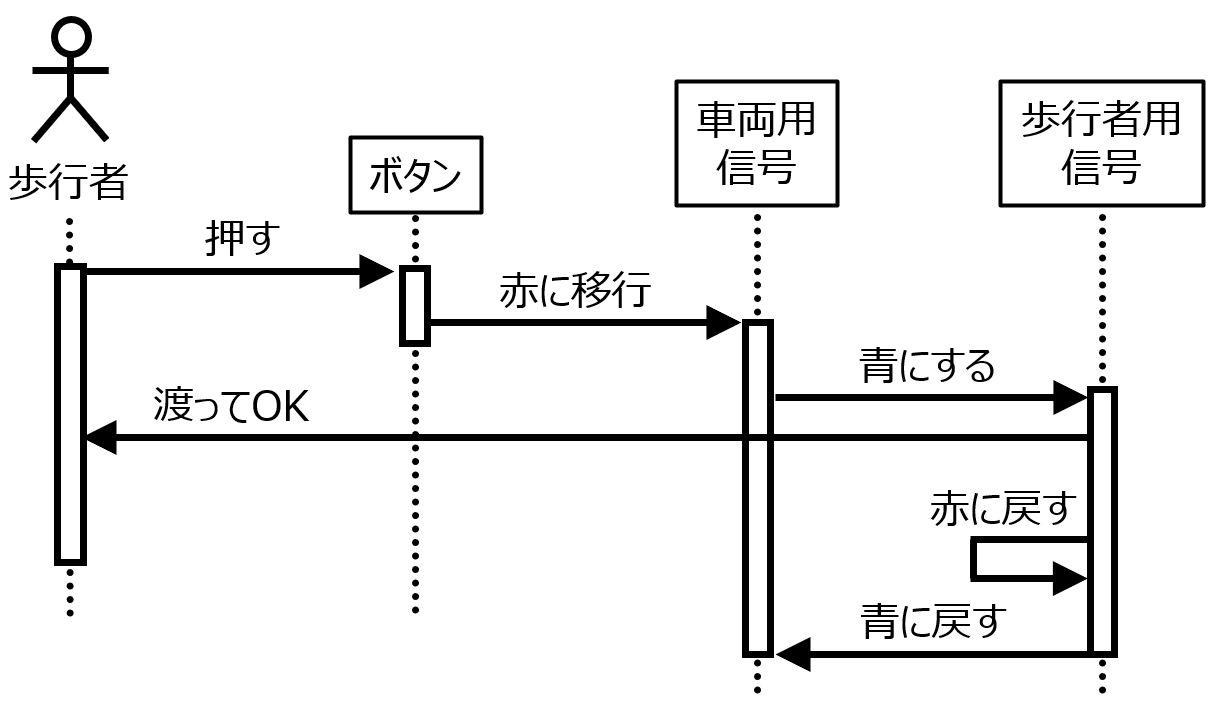 歩行者
ボタン
車両用
信号
歩行者用
信号
押す
赤に移行
青にする
渡ってOK
赤に戻す
青に戻す